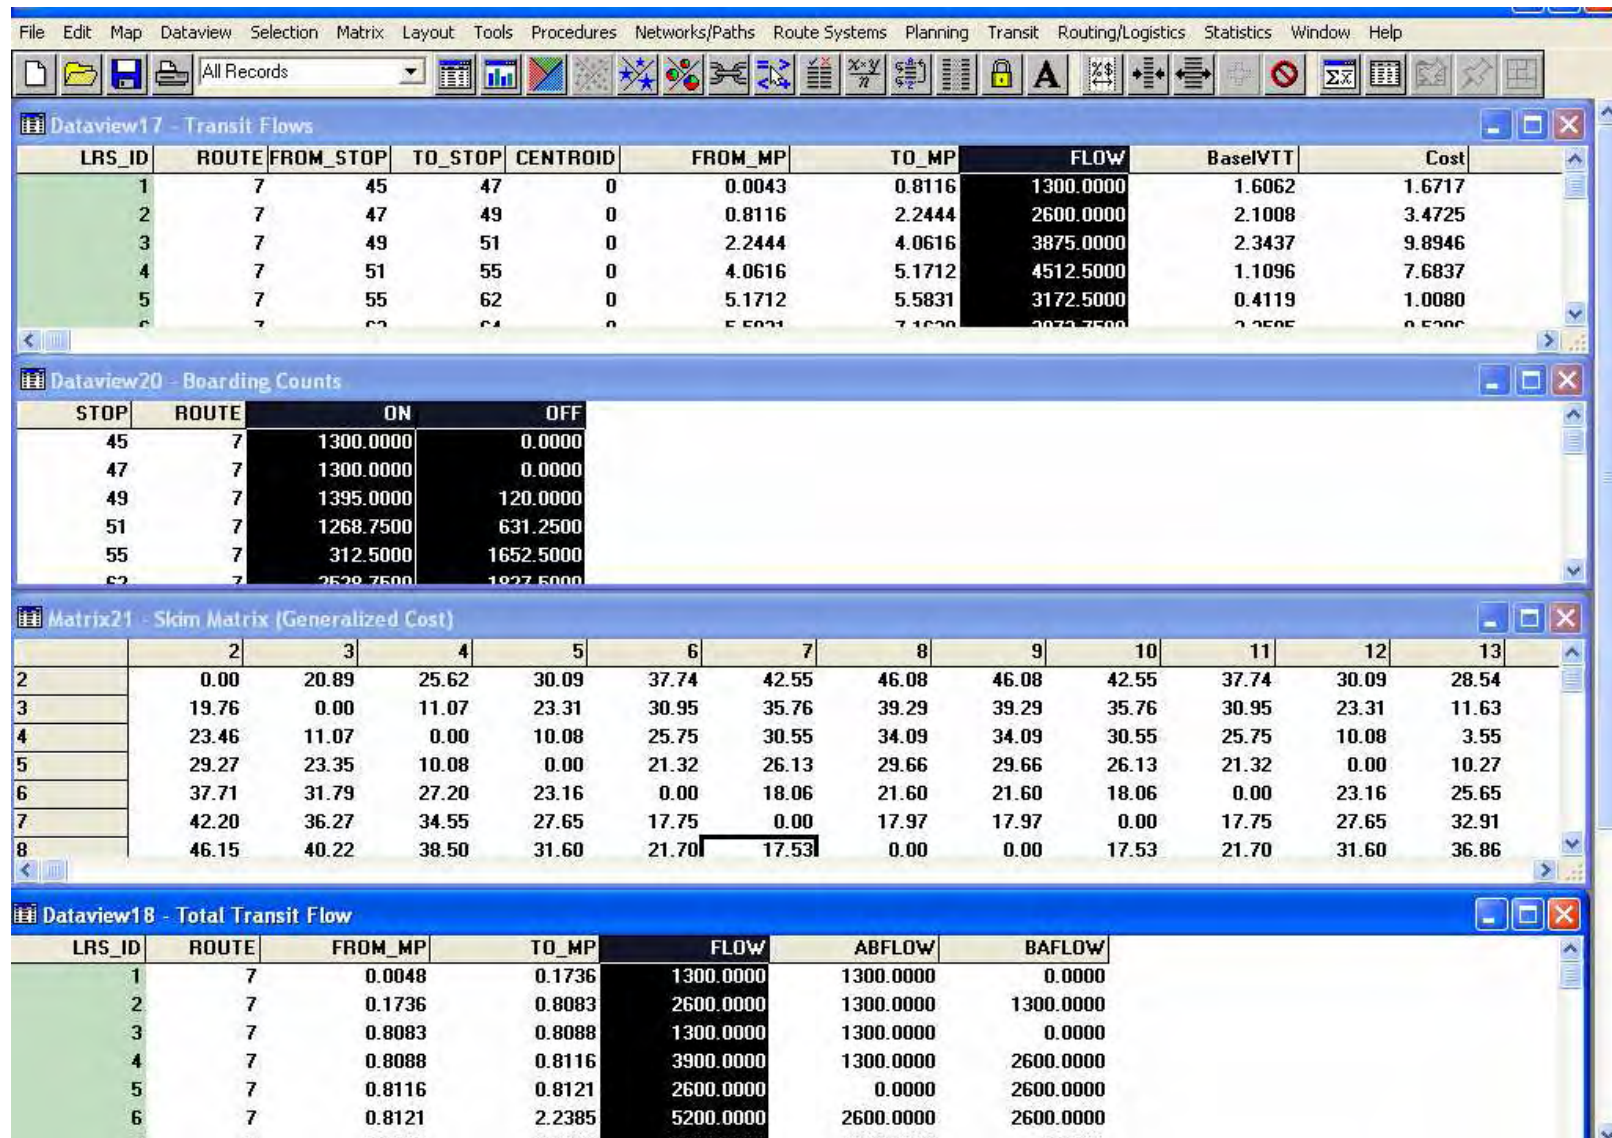 File Edit Map Dataview Selection Matrix Layout Tools Procedures Networks/Paths Route Systems Planning Transit Routing/Logistics Statistics Window Help
All Records
Dataview17 - Transit Flows
LRS_ID ROUTE FROM_STOP TO_STOP CENTROID FROM_MP TO_MP FLOW BaseIVTT Cost
1 7 45 47 0 0.0043 0.8116 1300.0000 1.6062 1.6717
2 7 47 49 0 0.8116 2.2444 2600.0000 2.1008 3.4725
3 7 49 51 0 2.2444 4.0616 3875.0000 2.3437 9.8946
4 7 51 55 0 4.0616 5.1712 4512.5000 1.1096 7.6837
5 7 55 62 0 5.1712 5.5831 3172.5000 0.4119 1.0080
Dataview20 - Boarding Counts
STOP ROUTE ON OFF
45 7 1300.0000 0.0000
47 7 1300.0000 0.0000
49 7 1395.0000 120.0000
51 7 1268.7500 631.2500
55 7 312.5000 1652.5000
Matrix21 - Skim Matrix (Generalized Cost)
2 3 4 5 6 7 8 9 10 11 12 13
2 0.00 20.89 25.62 30.09 37.74 42.55 46.08 46.08 42.55 37.74 30.09 28.54
3 19.76 0.00 11.07 23.31 30.95 35.76 39.29 39.29 35.76 30.95 23.31 11.63
4 23.46 11.07 0.00 10.08 25.75 30.55 34.09 34.09 30.55 25.75 10.08 3.55
5 29.27 23.35 10.08 0.00 21.32 26.13 29.66 29.66 26.13 21.32 0.00 10.27
6 37.71 31.79 27.20 23.16 0.00 18.06 21.60 21.60 18.06 0.00 23.16 25.65
7 42.20 36.27 34.55 27.65 17.75 0.00 17.97 17.97 0.00 17.75 27.65 32.91
8 46.15 40.22 38.50 31.60 21.70 17.53 0.00 0.00 17.53 21.70 31.60 36.86
Dataview18 - Total Transit Flow
LRS_ID ROUTE FROM_MP TO_MP FLOW ABFLOW BAFLOW
1 7 0.0048 0.1736 1300.0000 1300.0000 0.0000
2 7 0.1736 0.8083 2600.0000 1300.0000 1300.0000
3 7 0.8083 0.8088 1300.0000 1300.0000 0.0000
4 7 0.8088 0.8116 3900.0000 1300.0000 2600.0000
5 7 0.8116 0.8121 2600.0000 0.0000 2600.0000
6 7 0.8121 2.2385 5200.0000 2600.0000 2600.0000